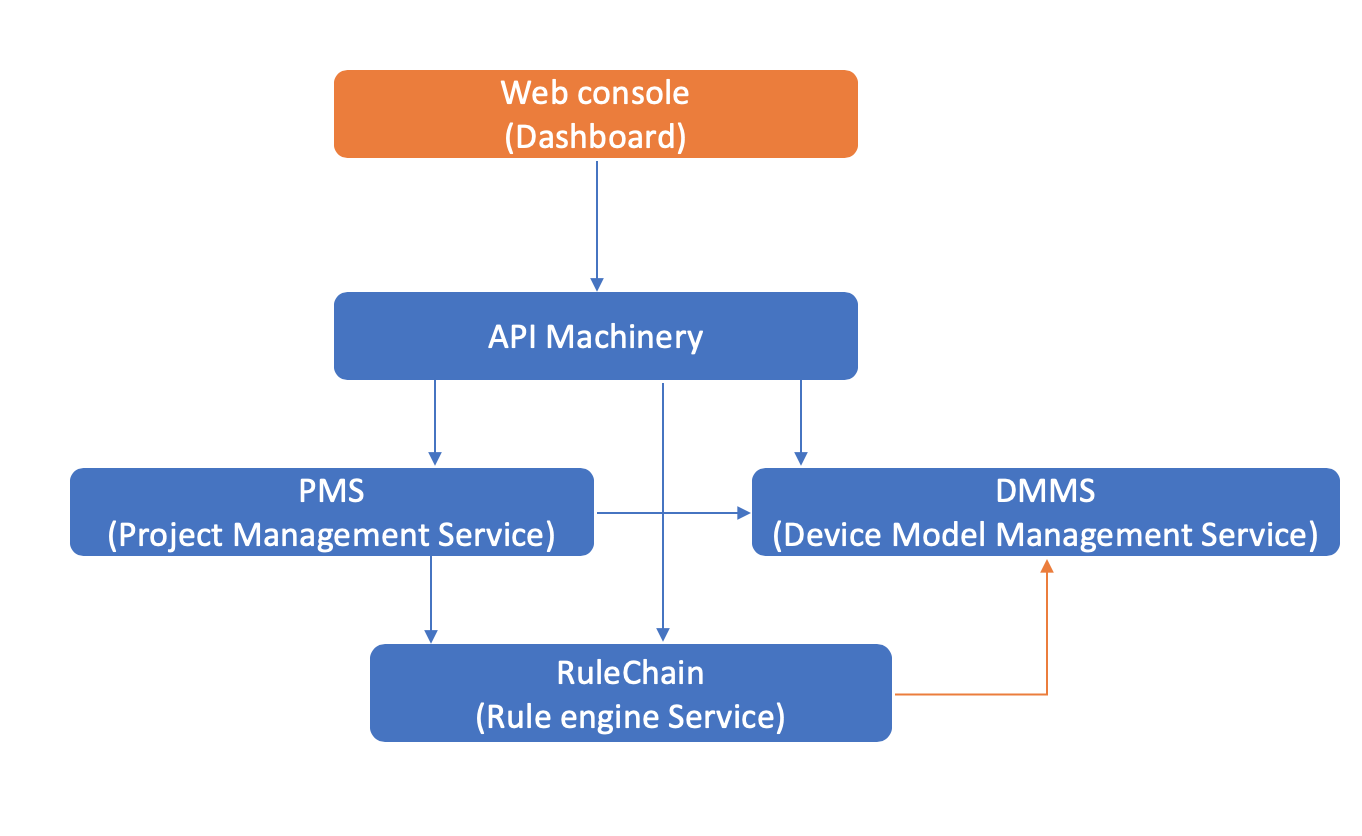 Web console
(Dashboard)
API Machinery
PMS
(Project Management Service)
DMMS
(Device Model Management Service)
RuleChain
(Rule engine Service)